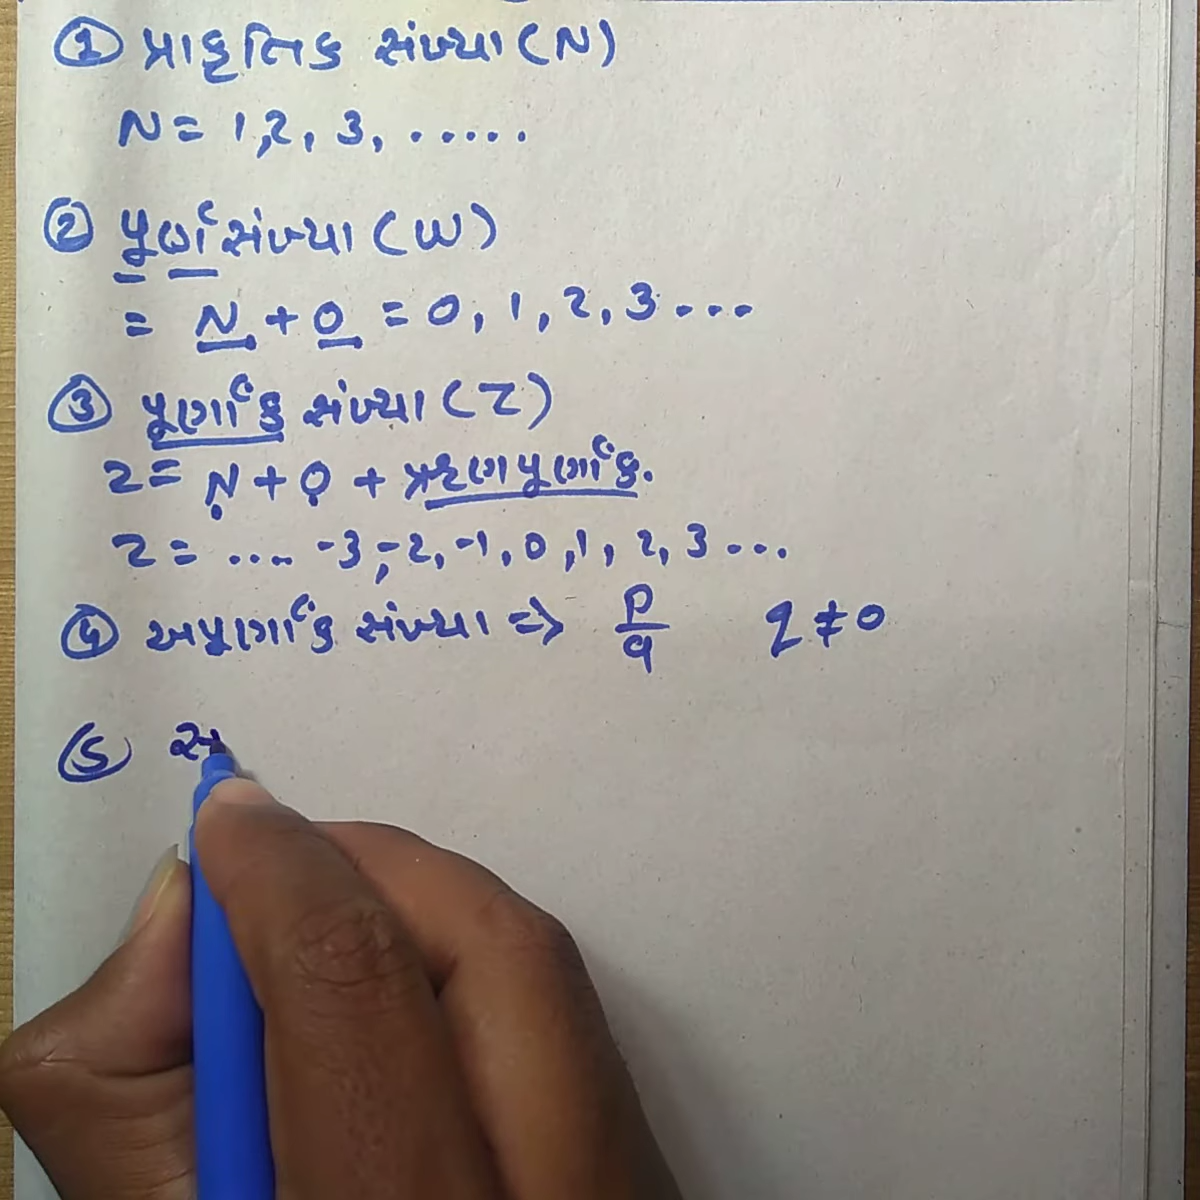 ① પ્રાકૃતિક સંખ્યા (N)
N = 1, 2, 3, .....
② પૂર્ણ સંખ્યા (W)
= N + 0 = 0, 1, 2, 3 ...
③ પૂર્ણાંક સંખ્યા (Z)
Z = N + 0 + ઋણ પૂર્ણાંક.
Z = .... -3, -2, -1, 0, 1, 2, 3 ...
④ અપૂર્ણાંક સંખ્યા => p/q q ≠ 0
⑤